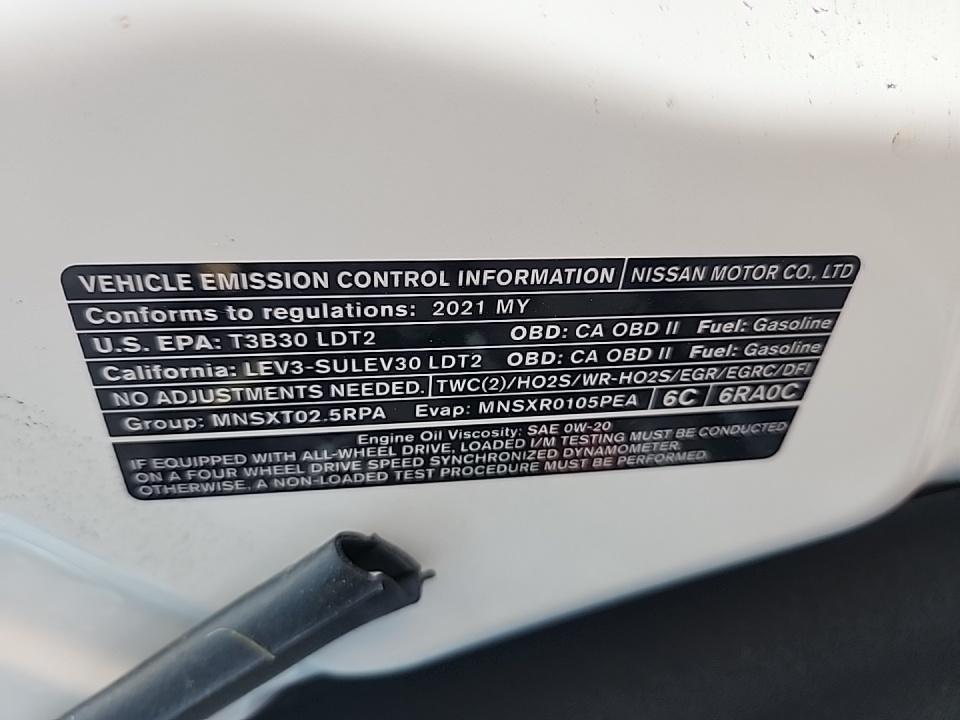 VEHICLE EMISSION CONTROL INFORMATION NISSAN MOTOR CO., LTD
Conforms to regulations: 2021 MY
U.S. EPA: T3B30 LDT2 OBD: CA OBD II Fuel: Gasoline
California: LEV3-SULEV30 LDT2 OBD: CA OBD II Fuel: Gasoline
NO ADJUSTMENTS NEEDED. TWC(2)/HO2S/WR-HO2S/EGR/EGRC/DFI
Group: MNSXT02.5RPA Evap: MNSXR0105PEA 6C 6RA0C
Engine Oil Viscosity: SAE 0W-20
IF EQUIPPED WITH ALL-WHEEL DRIVE, LOADED I/M TESTING MUST BE CONDUCTED
ON A FOUR WHEEL DRIVE SPEED SYNCHRONIZED DYNAMOMETER.
OTHERWISE, A NON-LOADED TEST PROCEDURE MUST BE PERFORMED.